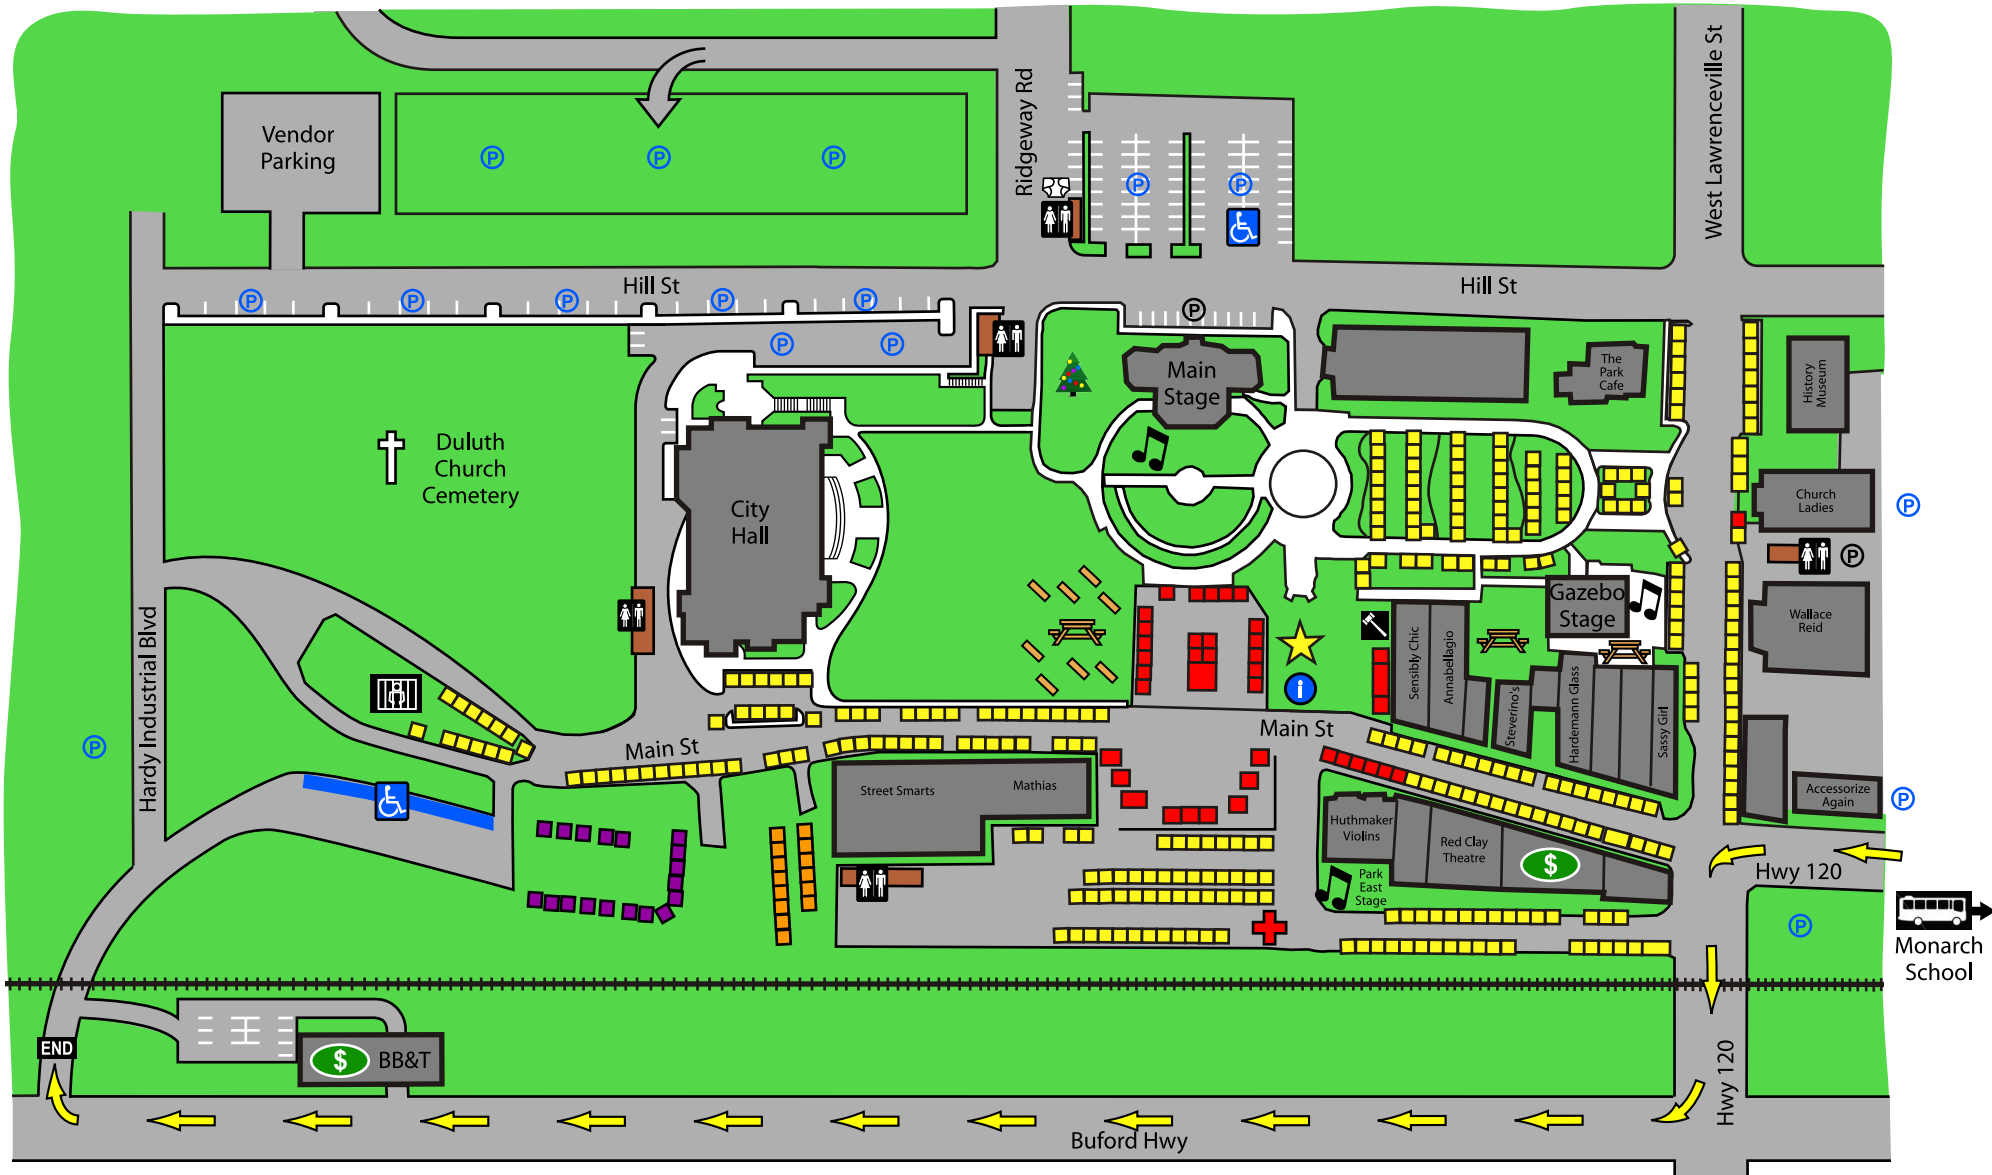 Vendor
Parking
P
P
P
Ridgeway Rd
P
P
West Lawrenceville St
Hill St
Hill St
P
P
P
P
P
P
P
P
Main
Stage
The
Park
Cafe
History
Museum
Duluth
Church
Cemetery
City
Hall
Church
Ladies
P
P
Gazebo
Stage
Wallace
Reid
Hardy Industrial Blvd
P
i
Sensibly Chic
Annabellagio
Steverino's
Hardemann Glass
Sassy Girl
Main St
Main St
Street Smarts
Mathias
Accessorize
Again
P
Huthmaker
Violins
Red Clay
Theatre
$
Park
East
Stage
Hwy 120
P
Monarch
School
END
$
BB&T
Hwy 120
Buford Hwy